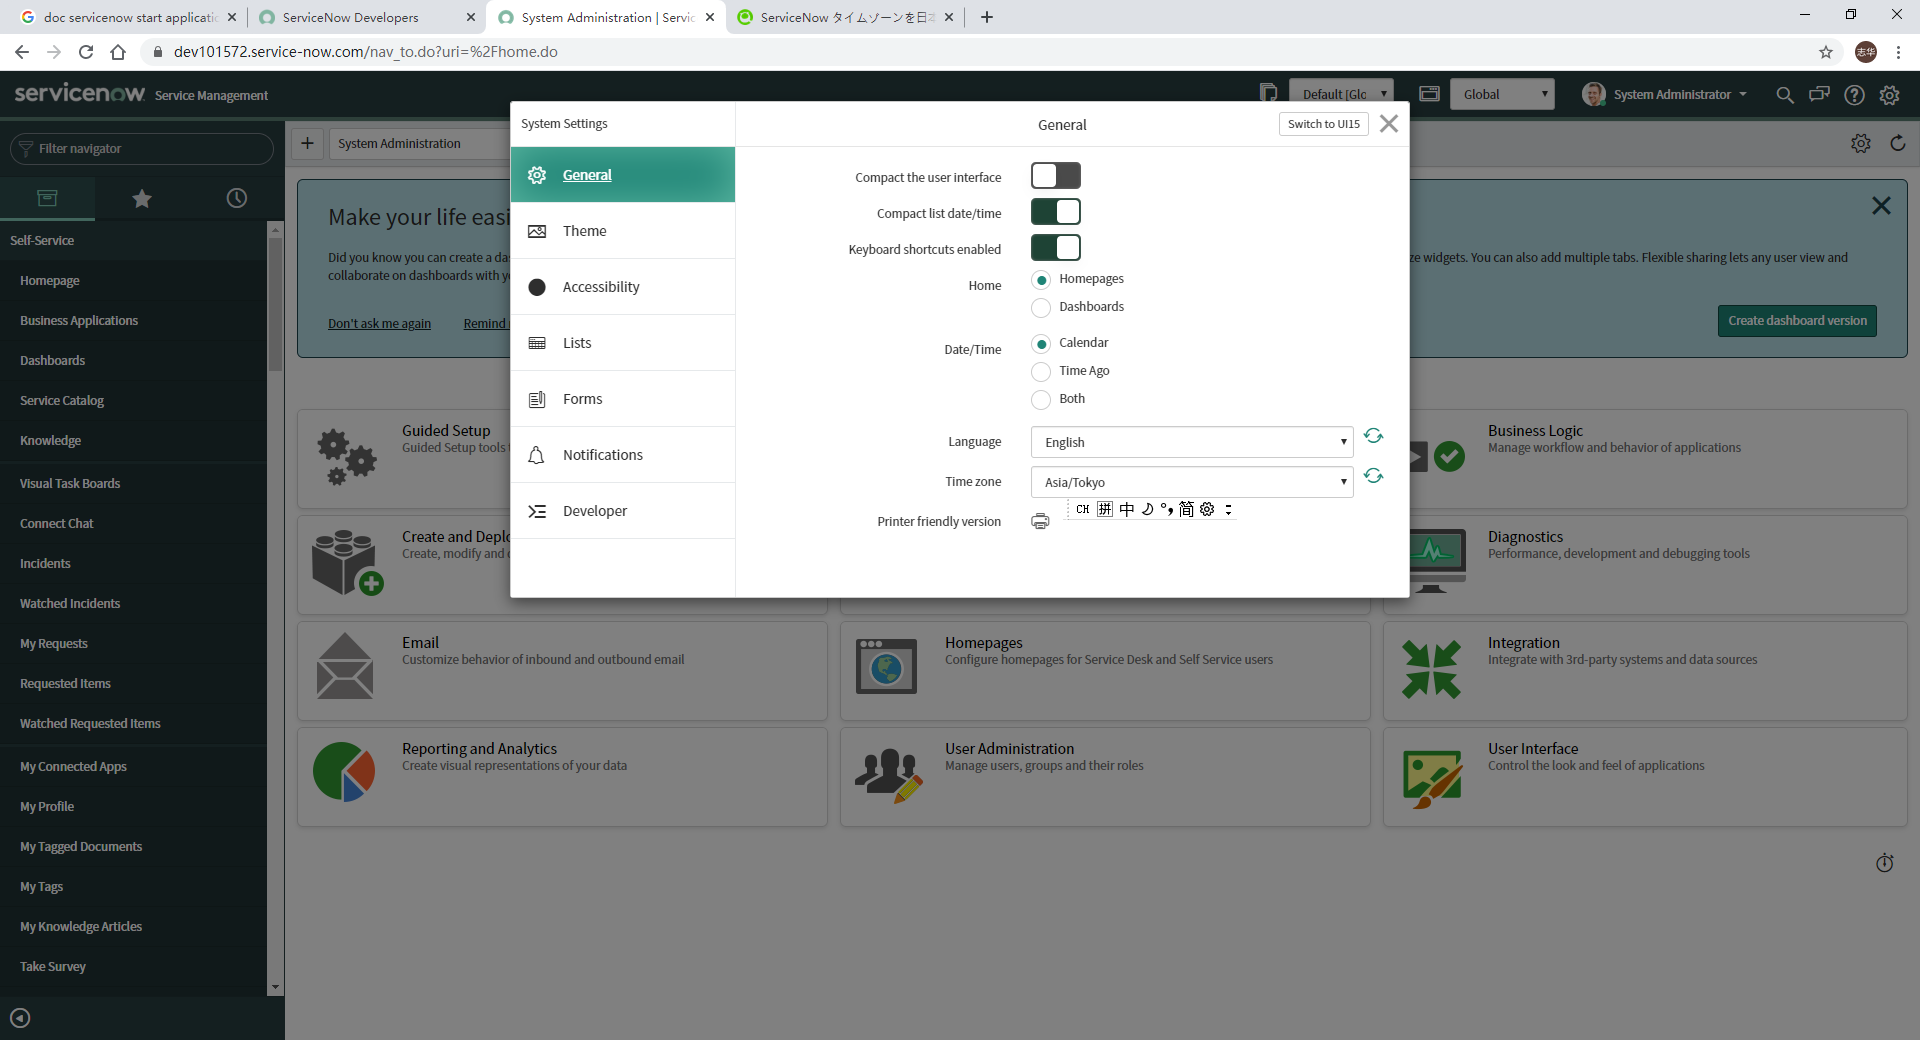 doc servicenow start applicati
ServiceNow Developers
System Administration | Servic
ServiceNow タイムゾーンを日本
dev101572.service-now.com/nav_to.do?uri=%2Fhome.do
志华
servicenow Service Management
Default [Glc
Global
System Administrator
Filter navigator
System Administration
Self-Service
Homepage
Business Applications
Dashboards
Service Catalog
Knowledge
Visual Task Boards
Connect Chat
Incidents
Watched Incidents
My Requests
Requested Items
Watched Requested Items
My Connected Apps
My Profile
My Tagged Documents
My Tags
My Knowledge Articles
Take Survey
Make your life easi
Did you know you can create a da
ze widgets. You can also add multiple tabs. Flexible sharing lets any user view and
collaborate on dashboards with yo
Don't ask me again
Remind
Create dashboard version
System Settings
General
Theme
Accessibility
Lists
Forms
Notifications
Developer
General
Switch to UI15
Compact the user interface
Compact list date/time
Keyboard shortcuts enabled
Home
Homepages
Dashboards
Date/Time
Calendar
Time Ago
Both
Language
English
Time zone
Asia/Tokyo
CH 拼 中 简
Printer friendly version
Guided Setup
Guided Setup tools
Business Logic
Manage workflow and behavior of applications
Create and Deplo
Create, modify and
Diagnostics
Performance, development and debugging tools
Email
Customize behavior of inbound and outbound email
Homepages
Configure homepages for Service Desk and Self Service users
Integration
Integrate with 3rd-party systems and data sources
Reporting and Analytics
Create visual representations of your data
User Administration
Manage users, groups and their roles
User Interface
Control the look and feel of applications